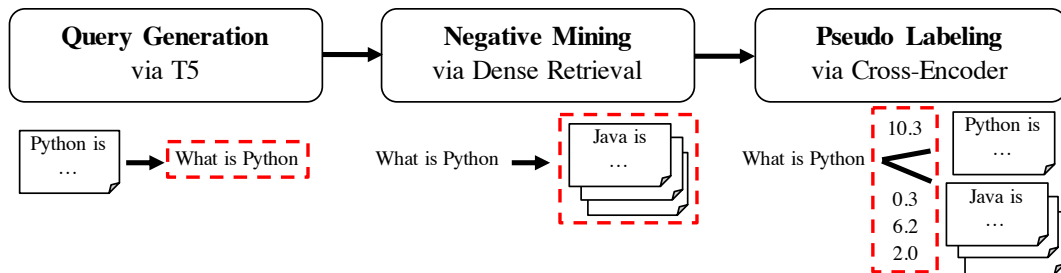 Query Generation
via T5
Negative Mining
via Dense Retrieval
Pseudo Labeling
via Cross-Encoder
Python is
…
What is Python
What is Python
Java is
…
What is Python
10.3
0.3
6.2
2.0
Python is
…
Java is
…